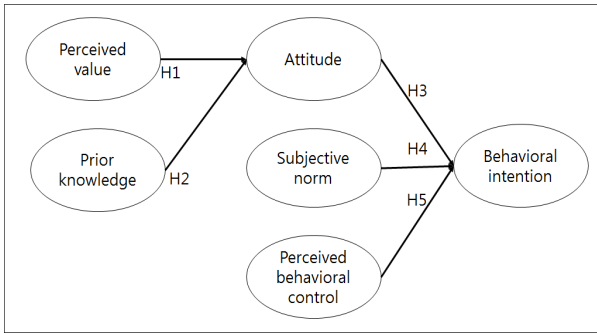 Perceived
value
H1
Attitude
H3
Prior
knowledge
H2
Subjective
norm
H4
Behavioral
intention
H5
Perceived
behavioral
control